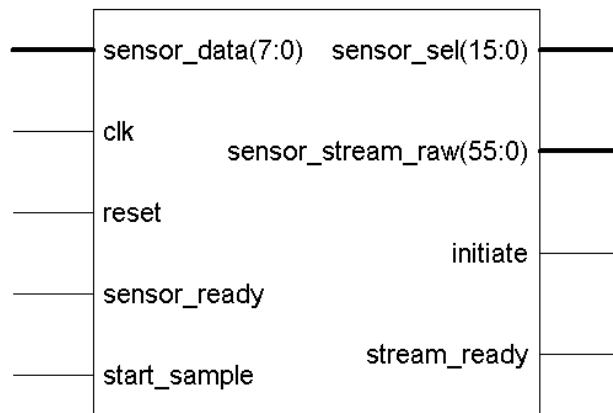 sensor_data(7:0) sensor_sel(15:0)
clk
sensor_stream_raw(55:0)
reset
initiate
sensor_ready
stream_ready
start_sample